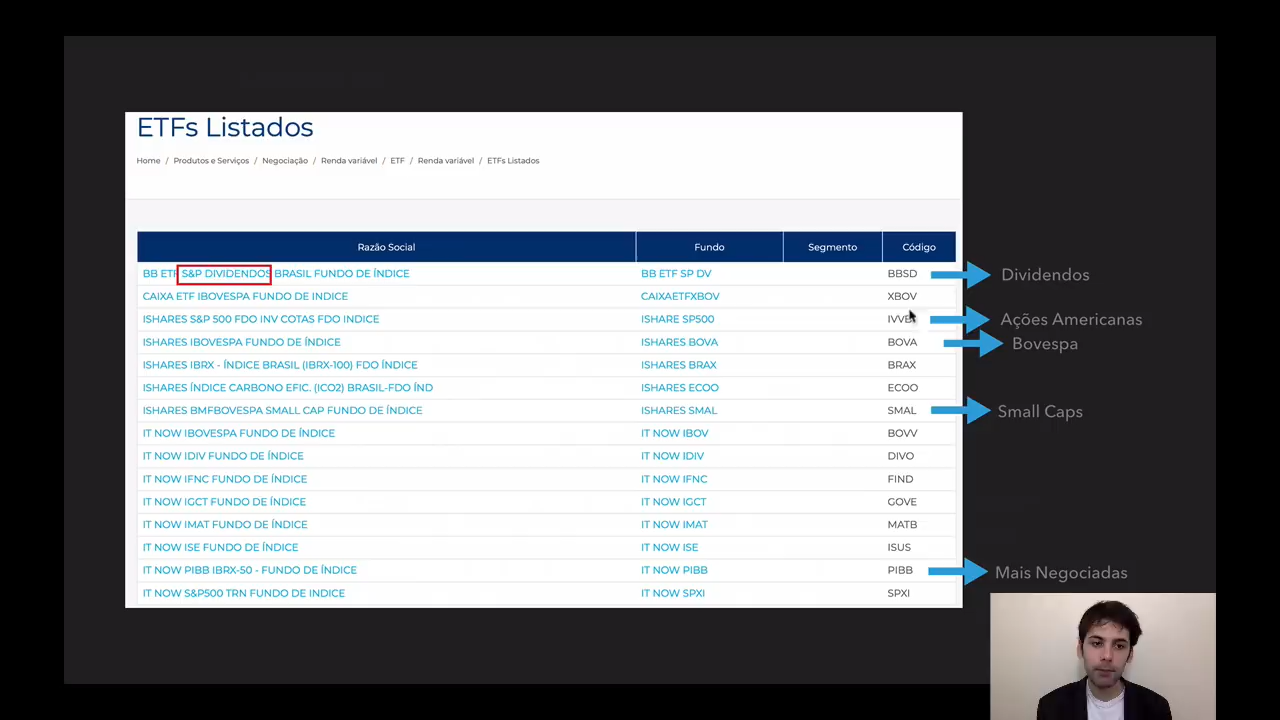 ETFs Listados
Home / Produtos e Serviços / Negociação / Renda variável / ETF / Renda variável / ETFs Listados
Razão Social Fundo Segmento Código
BB ETF S&P DIVIDENDOS BRASIL FUNDO DE ÍNDICE BB ETF SP DV BBSD Dividendos
CAIXA ETF IBOVESPA FUNDO DE INDICE CAIXAETFXBOV XBOV
ISHARES S&P 500 FDO INV COTAS FDO INDICE ISHARE SP500 Ações Americanas
ISHARES IBOVESPA FUNDO DE ÍNDICE ISHARES BOVA BOVA Bovespa
ISHARES IBRX - ÍNDICE BRASIL (IBRX-100) FDO ÍNDICE ISHARES BRAX BRAX
ISHARES ÍNDICE CARBONO EFIC. (ICO2) BRASIL-FDO ÍND ISHARES ECOO ECOO
ISHARES BMFBOVESPA SMALL CAP FUNDO DE ÍNDICE ISHARES SMAL SMAL Small Caps
IT NOW IBOVESPA FUNDO DE ÍNDICE IT NOW IBOV BOVV
IT NOW IDIV FUNDO DE ÍNDICE IT NOW IDIV DIVO
IT NOW IFNC FUNDO DE ÍNDICE IT NOW IFNC FIND
IT NOW IGCT FUNDO DE ÍNDICE IT NOW IGCT GOVE
IT NOW IMAT FUNDO DE ÍNDICE IT NOW IMAT MATB
IT NOW ISE FUNDO DE ÍNDICE IT NOW ISE ISUS
IT NOW PIBB IBRX-50 - FUNDO DE ÍNDICE IT NOW PIBB PIBB Mais Negociadas
IT NOW S&P500 TRN FUNDO DE INDICE IT NOW SPXI SPXI